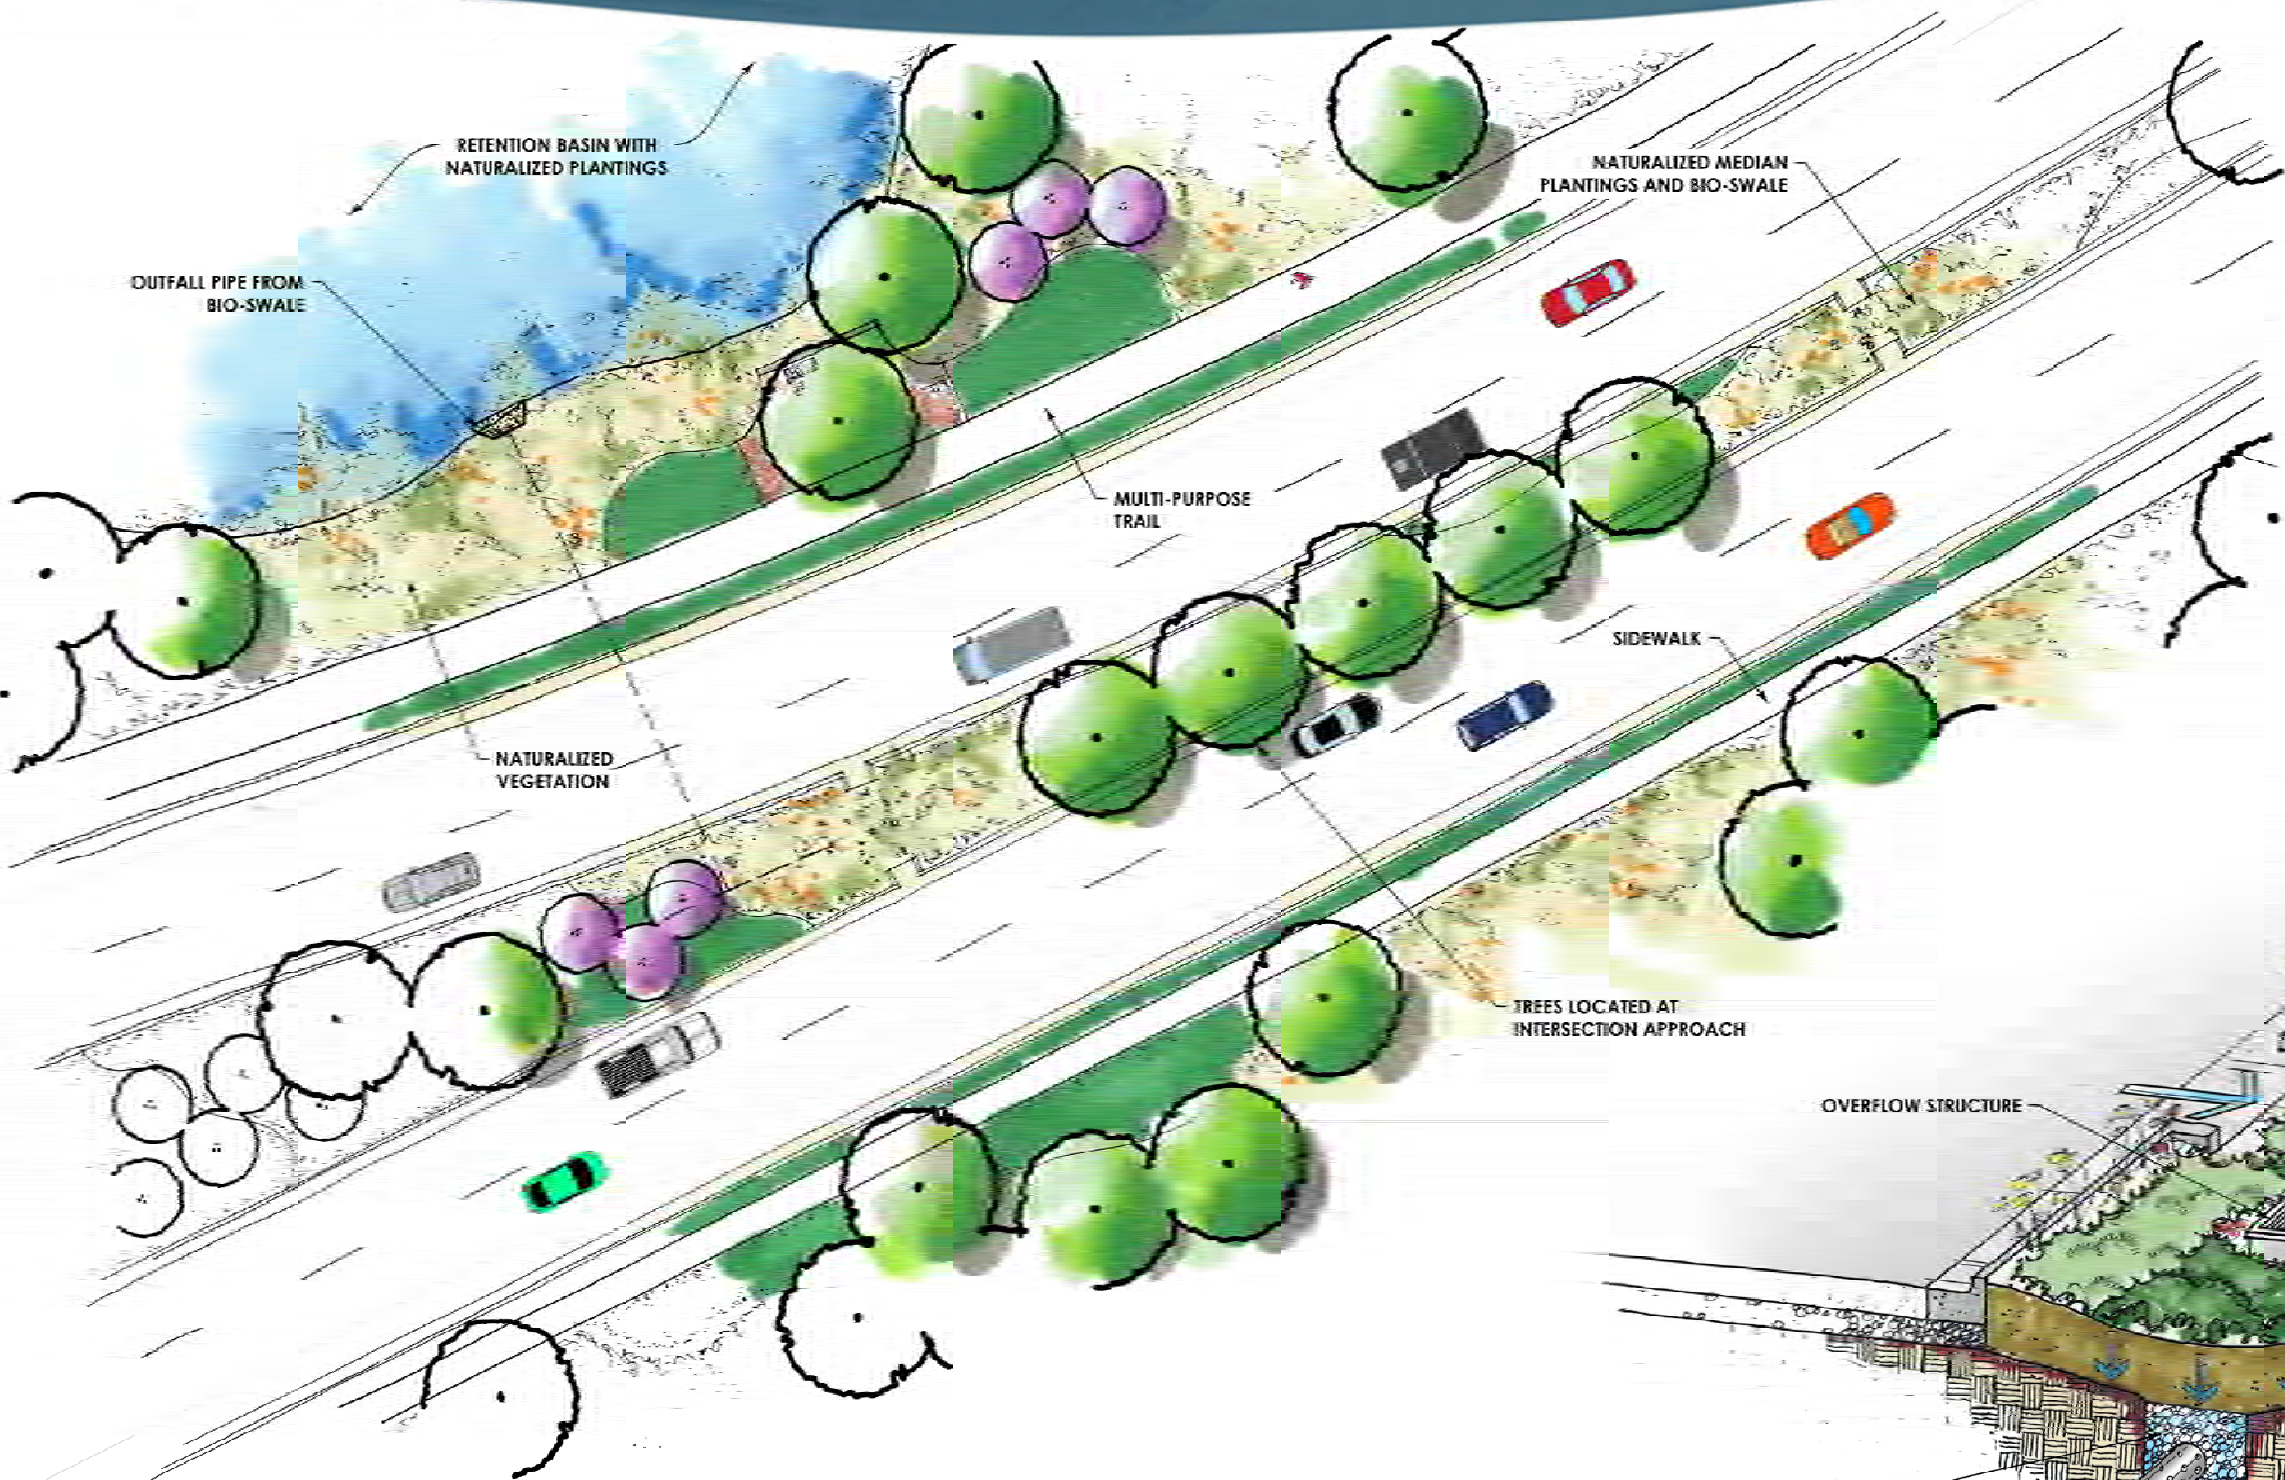 RETENTION BASIN WITH
NATURALIZED PLANTINGS
NATURALIZED MEDIAN
PLANTINGS AND BIO-SWALE
OUTFALL PIPE FROM
BIO-SWALE
MULTI-PURPOSE
TRAIL
SIDEWALK
NATURALIZED
VEGETATION
TREES LOCATED AT
INTERSECTION APPROACH
OVERFLOW STRUCTURE